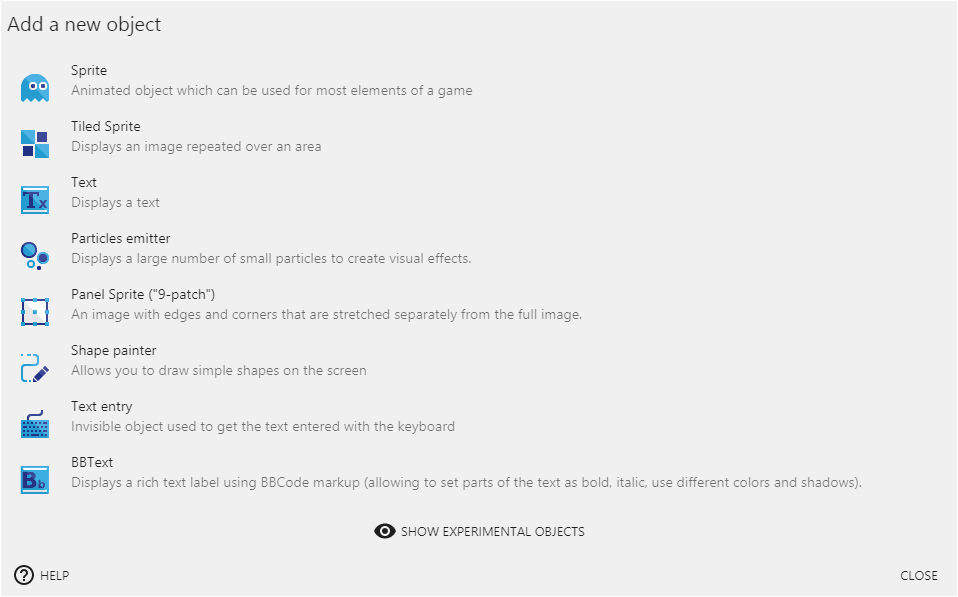 Add a new object
Sprite
Animated object which can be used for most elements of a game
Tiled Sprite
Displays an image repeated over an area
Tx
Text
Displays a text
Particles emitter
Displays a large number of small particles to create visual effects.
Panel Sprite ("9-patch")
An image with edges and corners that are stretched separately from the full image.
Shape painter
Allows you to draw simple shapes on the screen
Text entry
Invisible object used to get the text entered with the keyboard
Bb
BBText
Displays a rich text label using BBCode markup (allowing to set parts of the text as bold, italic, use different colors and shadows).
SHOW EXPERIMENTAL OBJECTS
? HELP
CLOSE